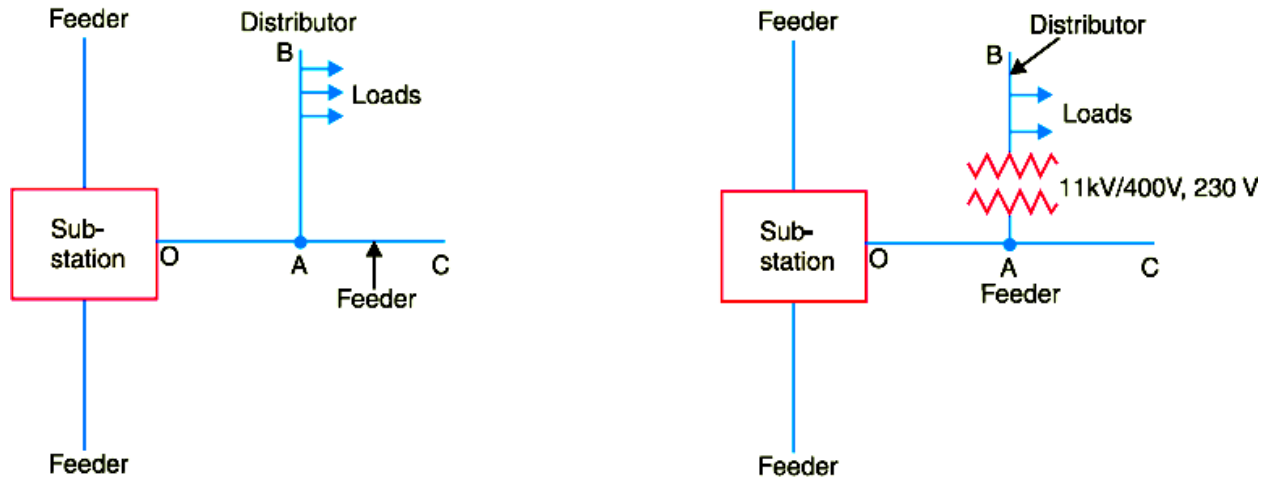 Feeder
Distributor
B
Loads
Sub-
station
O
A
C
Feeder
Feeder
Feeder
Distributor
B
Loads
11kV/400V, 230 V
Sub-
station
O
A
C
Feeder
Feeder